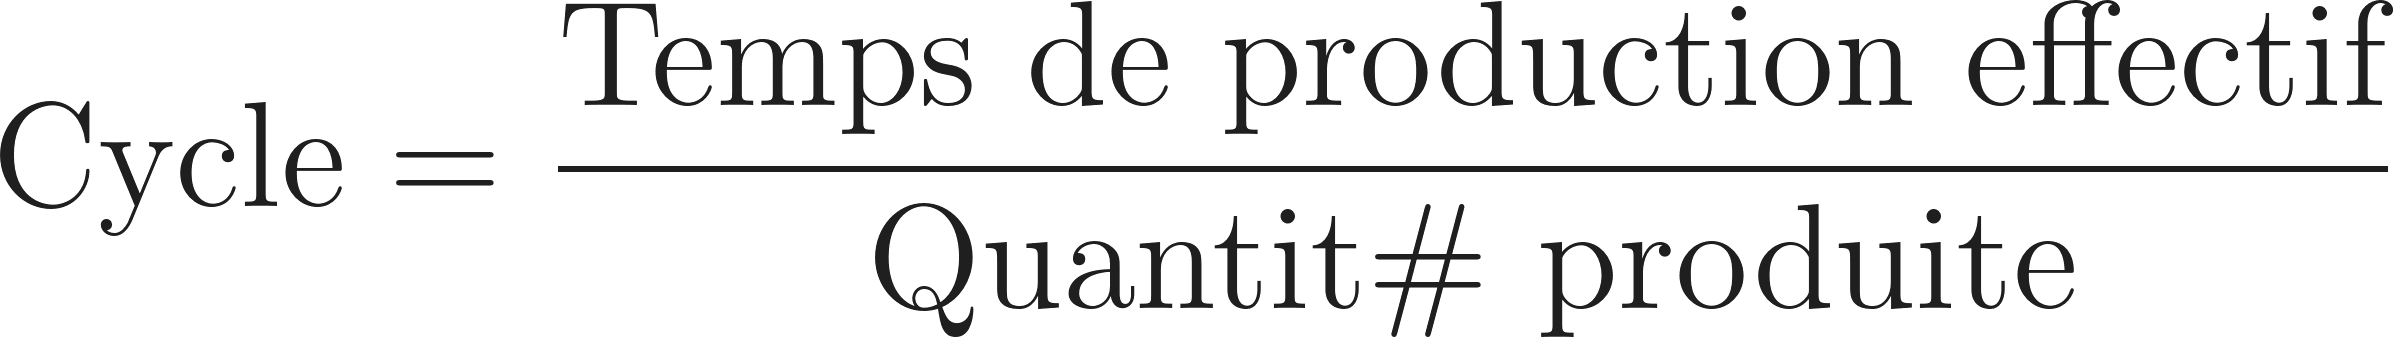 Temps de production effectif
Cycle =
Quantit# produite